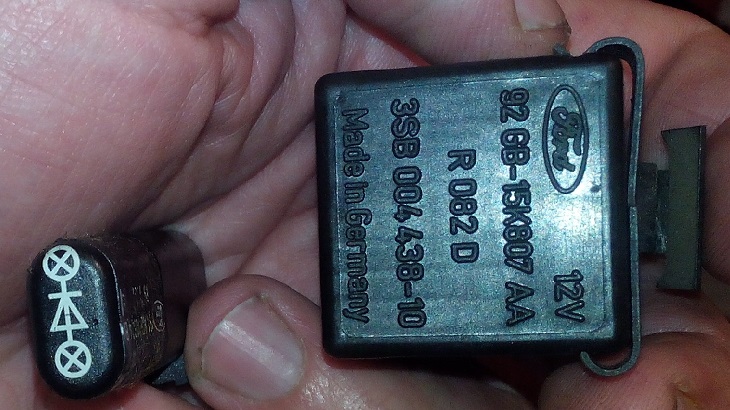 Ford
12V
92 GB-15K807 AA
R 082 D
3SB 004 438-10
Made in Germany